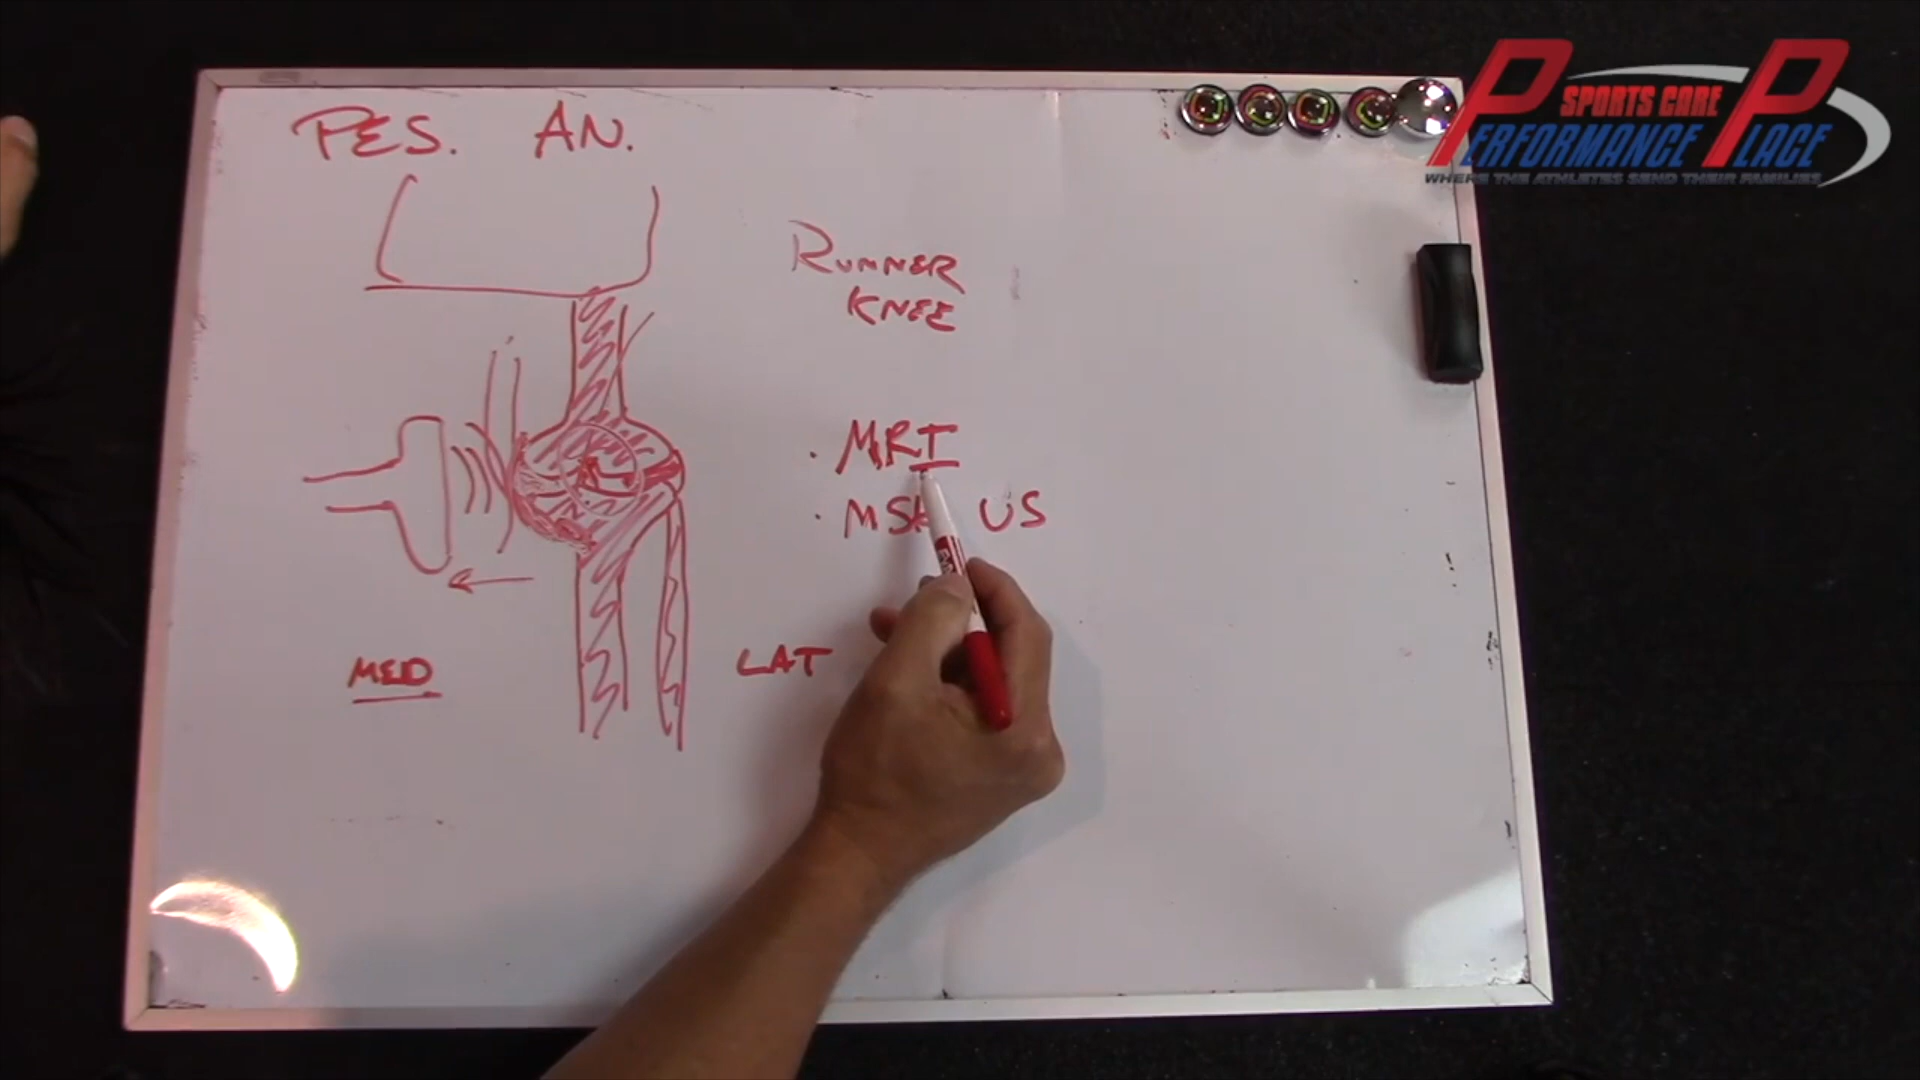 PES. AN.
RUNNER
KNEE
· MRI
· MSK US
MED
LAT
SPORTS CARE
PERFORMANCE PLACE
WHERE THE ATHLETES SEND THEIR FAMILIES